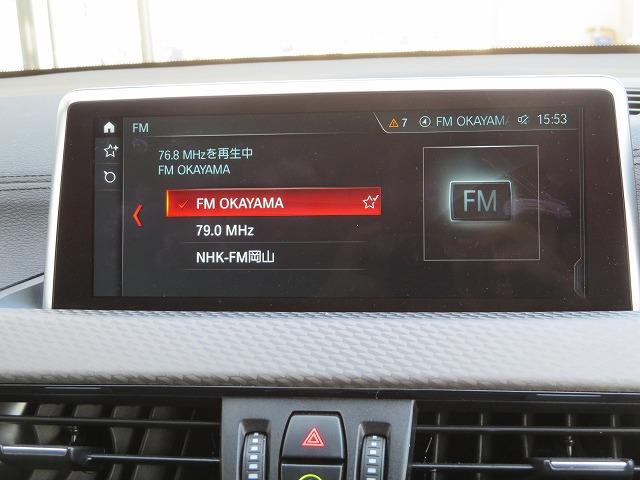 FM
7
FM OKAYAM
15:53
76.8 MHzを再生中
FM OKAYAMA
FM OKAYAMA
79.0 MHz
NHK-FM岡山
FM